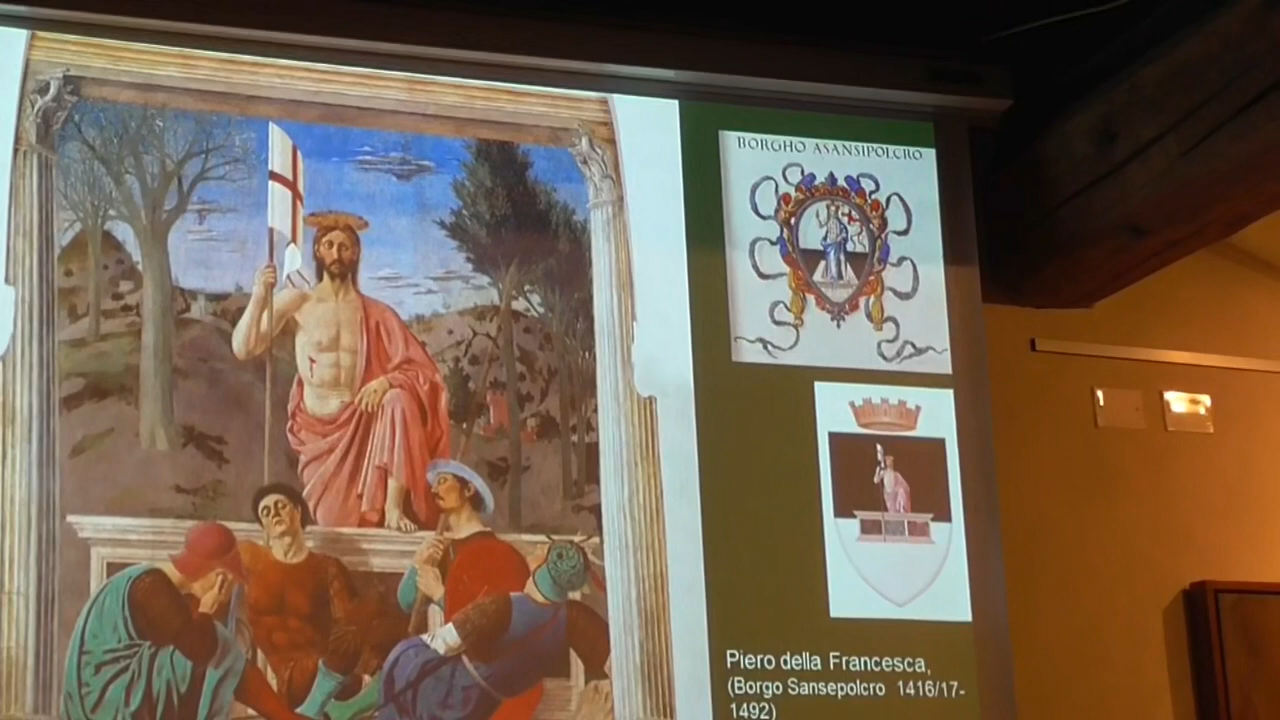 BORGHO ASANSIPOLCRO
Piero della Francesca,
(Borgo Sansepolcro 1416/17-
1492)